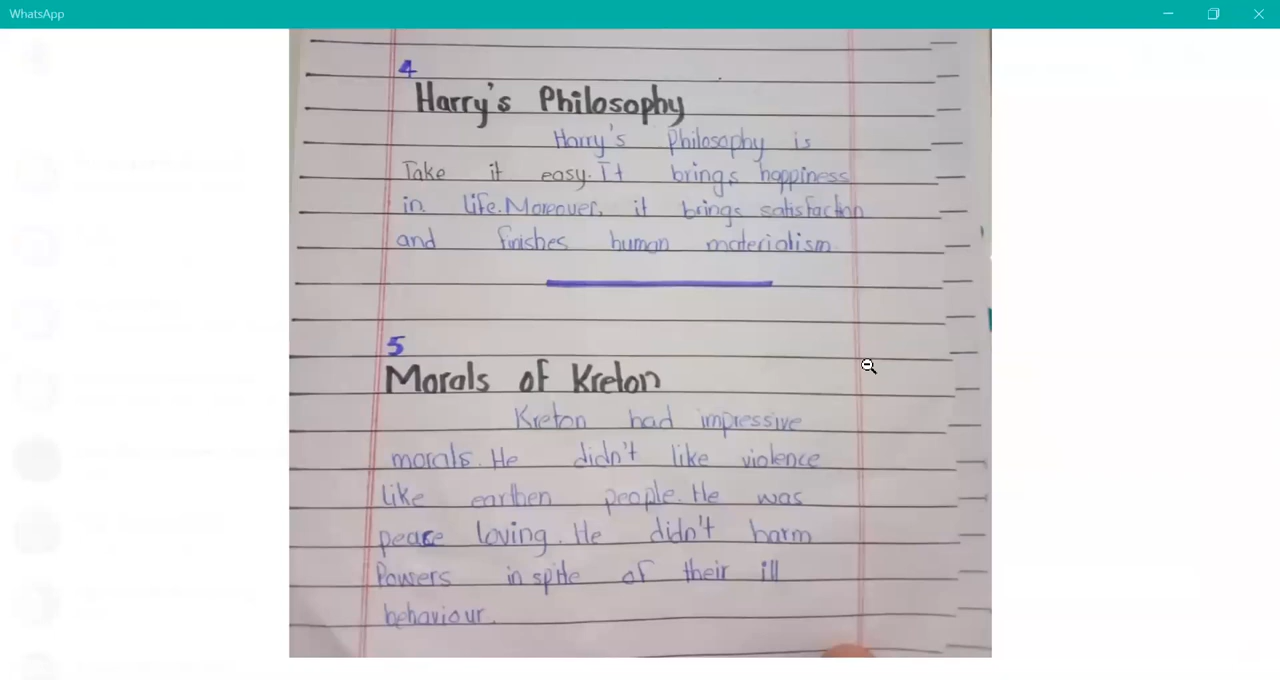 WhatsApp
4
Harry's Philosophy
Harry's Philosophy is
Take it easy. It brings happiness
in life. Moreover, it brings satisfaction
and finishes human materialism.
5
Morals of Kreton
Kreton had impressive
morals. He didn't like violence
like earthen people. He was
peace loving. He didn't harm
Powers in spite of their ill
behaviour.